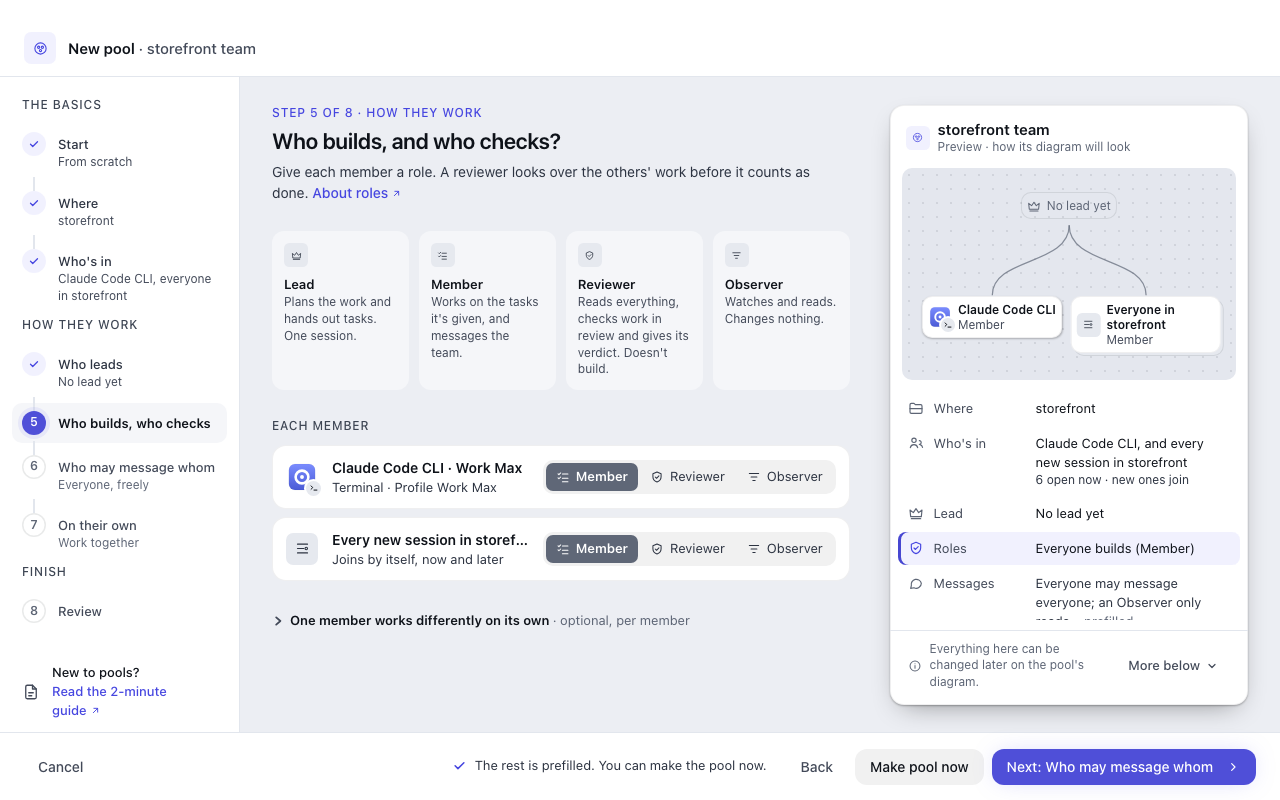 New pool · storefront team
THE BASICS
Start
From scratch
Where
storefront
Who's in
Claude Code CLI, everyone
in storefront
HOW THEY WORK
Who leads
No lead yet
5
Who builds, who checks
6
Who may message whom
Everyone, freely
7
On their own
Work together
FINISH
8
Review
New to pools?
Read the 2-minute
guide
STEP 5 OF 8 · HOW THEY WORK
Who builds, and who checks?
Give each member a role. A reviewer looks over the others' work before it counts as
done. About roles
Lead
Plans the work and
hands out tasks.
One session.
Member
Works on the tasks
it's given, and
messages the
team.
Reviewer
Reads everything,
checks work in
review and gives its
verdict. Doesn't
build.
Observer
Watches and reads.
Changes nothing.
EACH MEMBER
Claude Code CLI · Work Max
Terminal · Profile Work Max
Member
Reviewer
Observer
Every new session in storef...
Joins by itself, now and later
Member
Reviewer
Observer
One member works differently on its own · optional, per member
storefront team
Preview · how its diagram will look
No lead yet
Claude Code CLI
Member
Everyone in
storefront
Member
Where
storefront
Who's in
Claude Code CLI, and every
new session in storefront
6 open now · new ones join
Lead
No lead yet
Roles
Everyone builds (Member)
Messages
Everyone may message
everyone; an Observer only
reads · prefilled
Everything here can be
changed later on the pool's
diagram.
More below
Cancel
The rest is prefilled. You can make the pool now.
Back
Make pool now
Next: Who may message whom